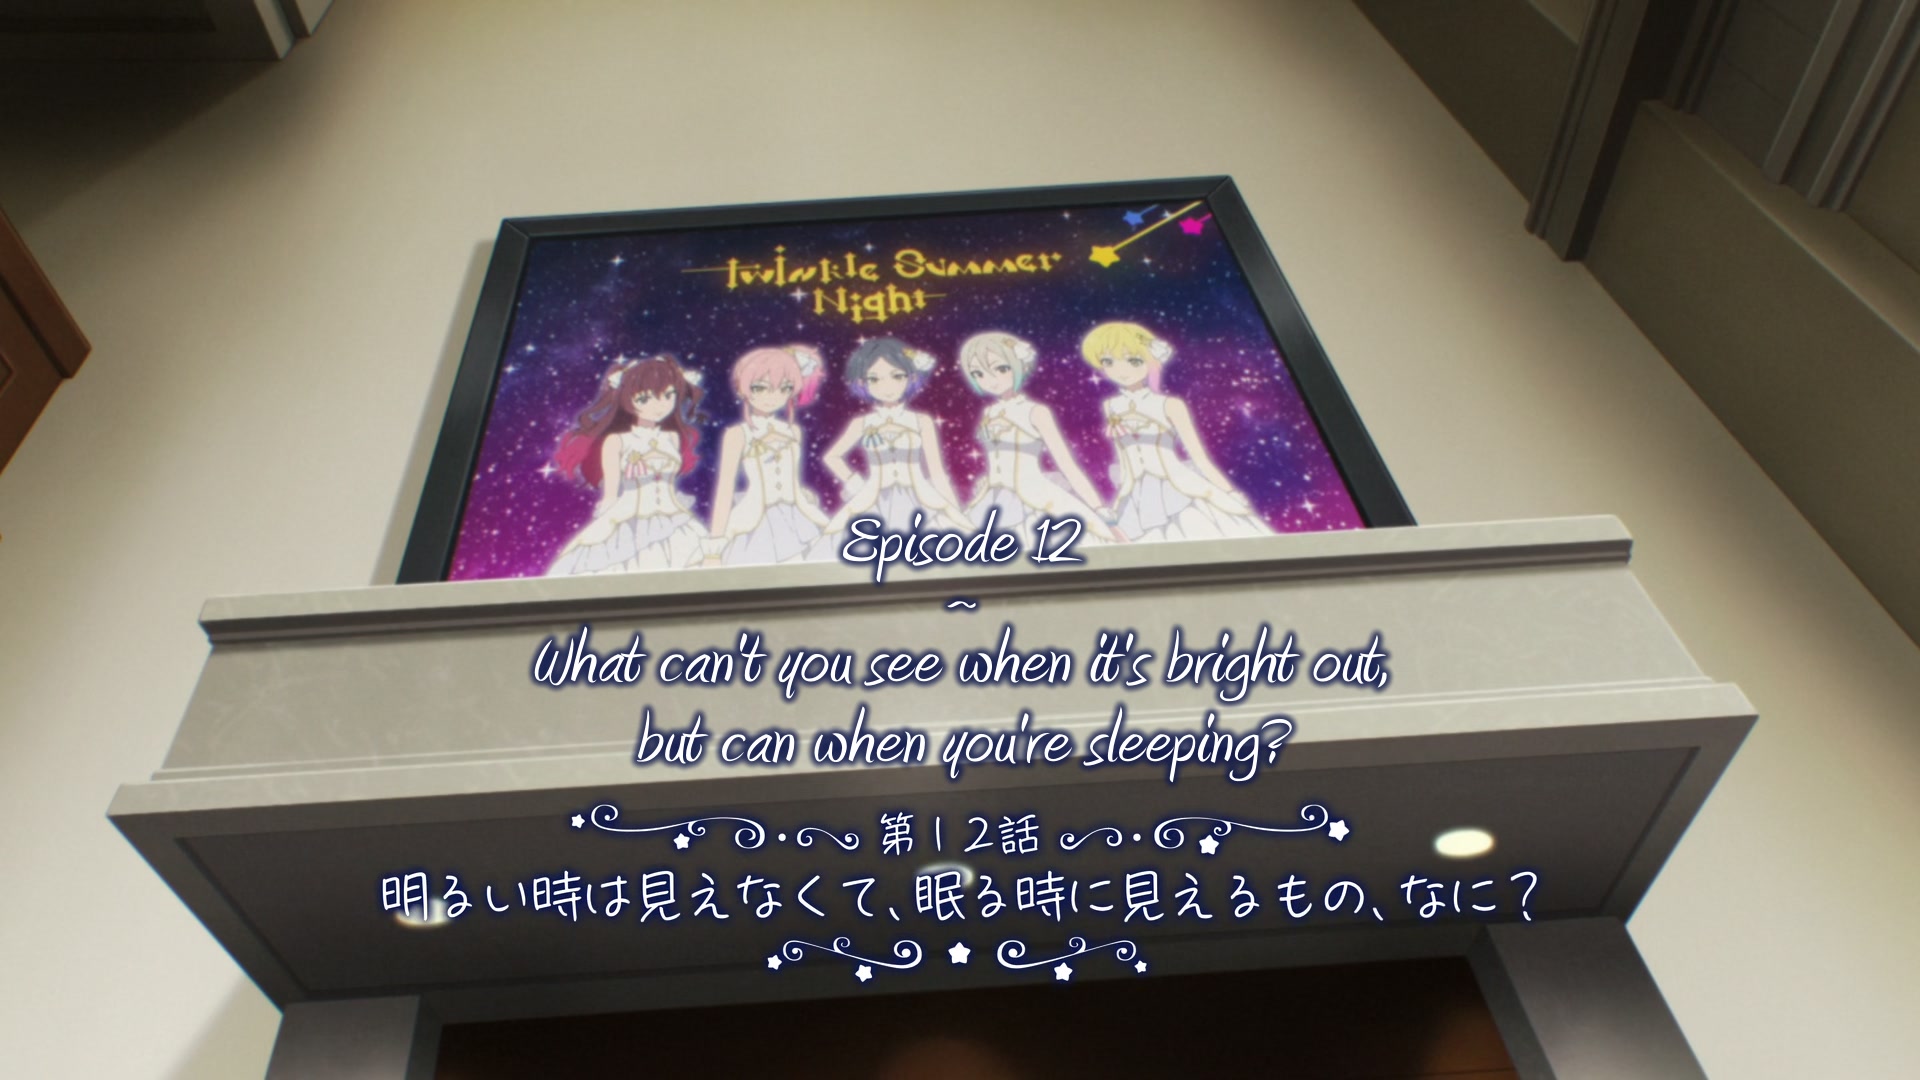 Twinkle Summer
Night
Episode 12
~
What can't you see when it's bright out,
but can when you're sleeping?
第12話
明るい時は見えなくて、眠る時に見えるもの、なに？